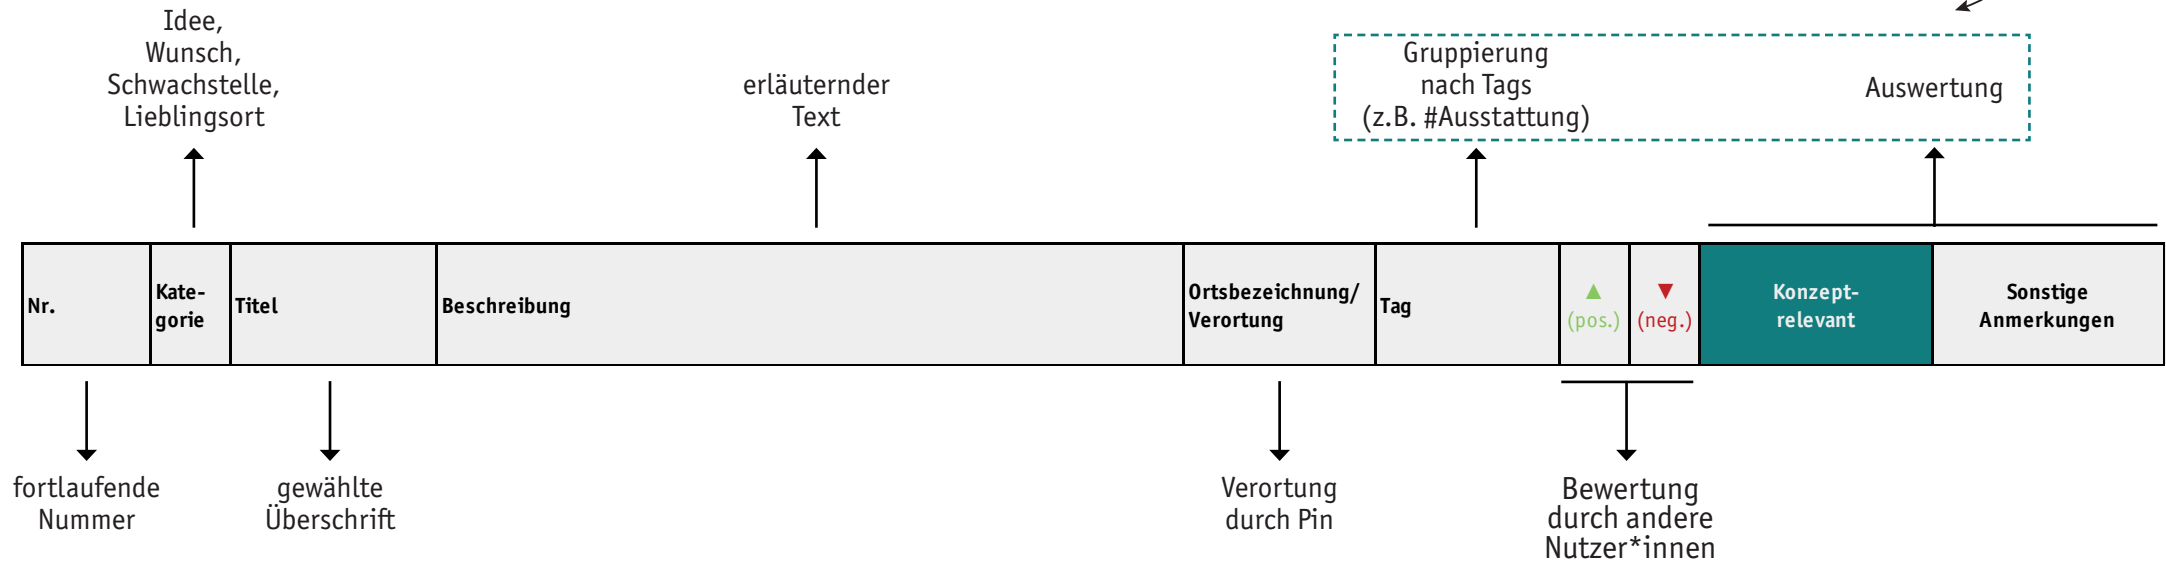 Idee,
Wunsch,
Schwachstelle,
Lieblingsort
erläuternder
Text
Gruppierung
nach Tags
(z.B. #Ausstattung)
Auswertung
Nr.
Kate-
gorie
Titel
Beschreibung
Ortsbezeichnung/
Verortung
Tag
▲
(pos.)
▼
(neg.)
Konzept-
relevant
Sonstige
Anmerkungen
fortlaufende
Nummer
gewählte
Überschrift
Verortung
durch Pin
Bewertung
durch andere
Nutzer*innen